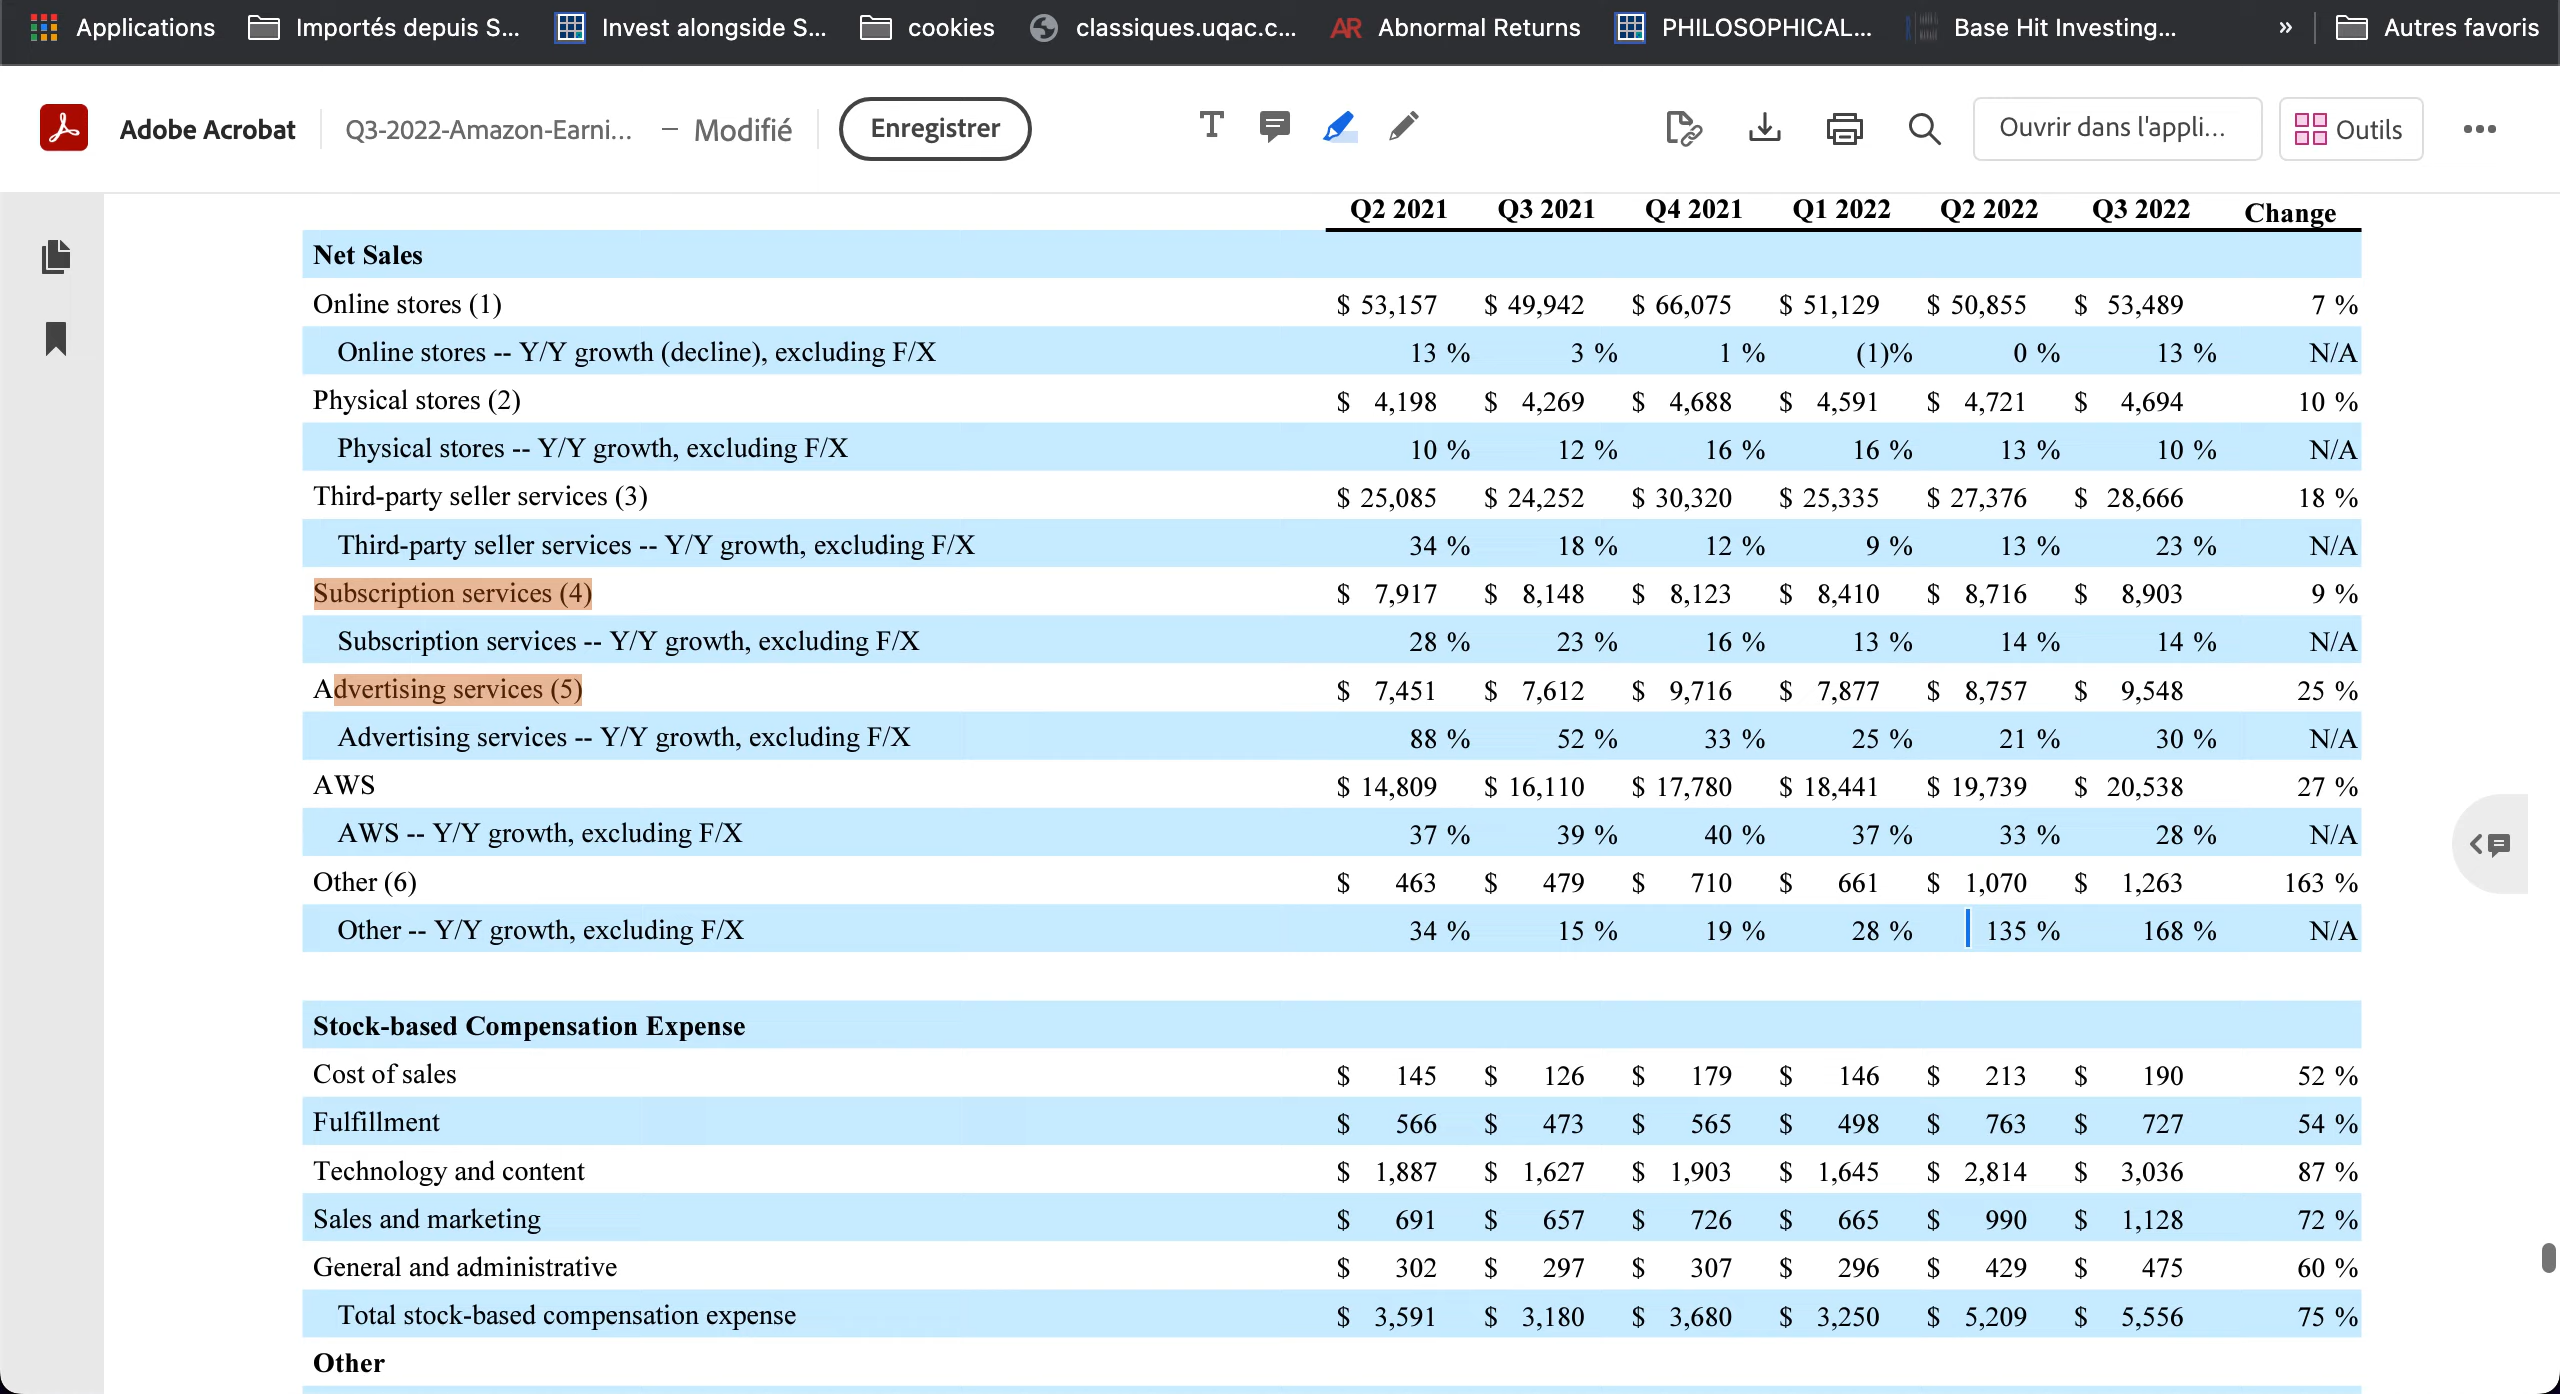 Applications Importés depuis S... Invest alongside S... cookies classiques.uqac.c... AR Abnormal Returns PHILOSOPHICAL... Base Hit Investing... » Autres favoris
Adobe Acrobat Q3-2022-Amazon-Earni... — Modifié Enregistrer T Ouvrir dans l'appli... Outils
Q2 2021 Q3 2021 Q4 2021 Q1 2022 Q2 2022 Q3 2022 Change
Net Sales
Online stores (1) $ 53,157 $ 49,942 $ 66,075 $ 51,129 $ 50,855 $ 53,489 7 %
Online stores -- Y/Y growth (decline), excluding F/X 13 % 3 % 1 % (1)% 0 % 13 % N/A
Physical stores (2) $ 4,198 $ 4,269 $ 4,688 $ 4,591 $ 4,721 $ 4,694 10 %
Physical stores -- Y/Y growth, excluding F/X 10 % 12 % 16 % 16 % 13 % 10 % N/A
Third-party seller services (3) $ 25,085 $ 24,252 $ 30,320 $ 25,335 $ 27,376 $ 28,666 18 %
Third-party seller services -- Y/Y growth, excluding F/X 34 % 18 % 12 % 9 % 13 % 23 % N/A
Subscription services (4) $ 7,917 $ 8,148 $ 8,123 $ 8,410 $ 8,716 $ 8,903 9 %
Subscription services -- Y/Y growth, excluding F/X 28 % 23 % 16 % 13 % 14 % 14 % N/A
Advertising services (5) $ 7,451 $ 7,612 $ 9,716 $ 7,877 $ 8,757 $ 9,548 25 %
Advertising services -- Y/Y growth, excluding F/X 88 % 52 % 33 % 25 % 21 % 30 % N/A
AWS $ 14,809 $ 16,110 $ 17,780 $ 18,441 $ 19,739 $ 20,538 27 %
AWS -- Y/Y growth, excluding F/X 37 % 39 % 40 % 37 % 33 % 28 % N/A
Other (6) $ 463 $ 479 $ 710 $ 661 $ 1,070 $ 1,263 163 %
Other -- Y/Y growth, excluding F/X 34 % 15 % 19 % 28 % 135 % 168 % N/A
Stock-based Compensation Expense
Cost of sales $ 145 $ 126 $ 179 $ 146 $ 213 $ 190 52 %
Fulfillment $ 566 $ 473 $ 565 $ 498 $ 763 $ 727 54 %
Technology and content $ 1,887 $ 1,627 $ 1,903 $ 1,645 $ 2,814 $ 3,036 87 %
Sales and marketing $ 691 $ 657 $ 726 $ 665 $ 990 $ 1,128 72 %
General and administrative $ 302 $ 297 $ 307 $ 296 $ 429 $ 475 60 %
Total stock-based compensation expense $ 3,591 $ 3,180 $ 3,680 $ 3,250 $ 5,209 $ 5,556 75 %
Other